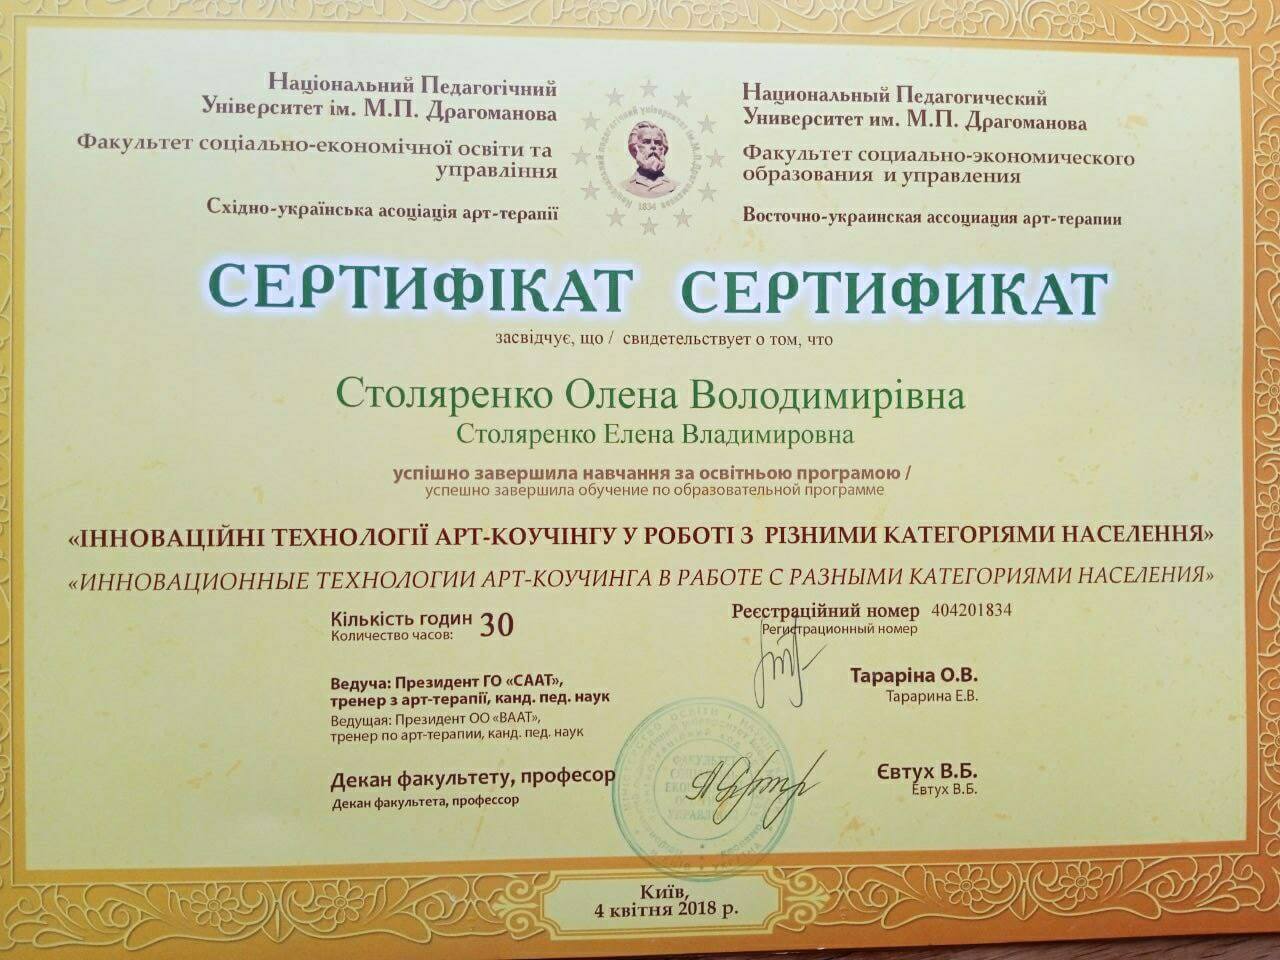 Національний Педагогічний
Університет ім. М.П. Драгоманова
Факультет соціально-економічної освіти та
управління
Східно-українська асоціація арт-терапії
Национальный Педагогический
Университет им. М.П. Драгоманова
Факультет социально-экономического
образования и управления
Восточно-украинская ассоциация арт-терапии
1834
СЕРТИФІКАТ СЕРТИФИКАТ
засвідчує, що / свидетельствует о том, что
Столяренко Олена Володимирівна
Столяренко Елена Владимировна
успішно завершила навчання за освітньою програмою /
успешно завершила обучение по образовательной программе
«ІННОВАЦІЙНІ ТЕХНОЛОГІЇ АРТ-КОУЧІНГУ У РОБОТІ З РІЗНИМИ КАТЕГОРІЯМИ НАСЕЛЕННЯ»
«ИННОВАЦИОННЫЕ ТЕХНОЛОГИИ АРТ-КОУЧИНГА В РАБОТЕ С РАЗНЫМИ КАТЕГОРИЯМИ НАСЕЛЕНИЯ»
Кількість годин 30
Количество часов:
Реєстраційний номер 404201834
Регистрационный номер
Ведуча: Президент ГО «СААТ»,
тренер з арт-терапії, канд. пед. наук
Ведущая: Президент ОО «ВААТ»,
тренер по арт-терапии, канд. пед. наук
Тараріна О.В.
Тарарина Е.В.
Декан факультету, професор
Декан факультета, профессор
Євтух В.Б.
Евтух В.Б.
Київ,
4 квітня 2018 р.